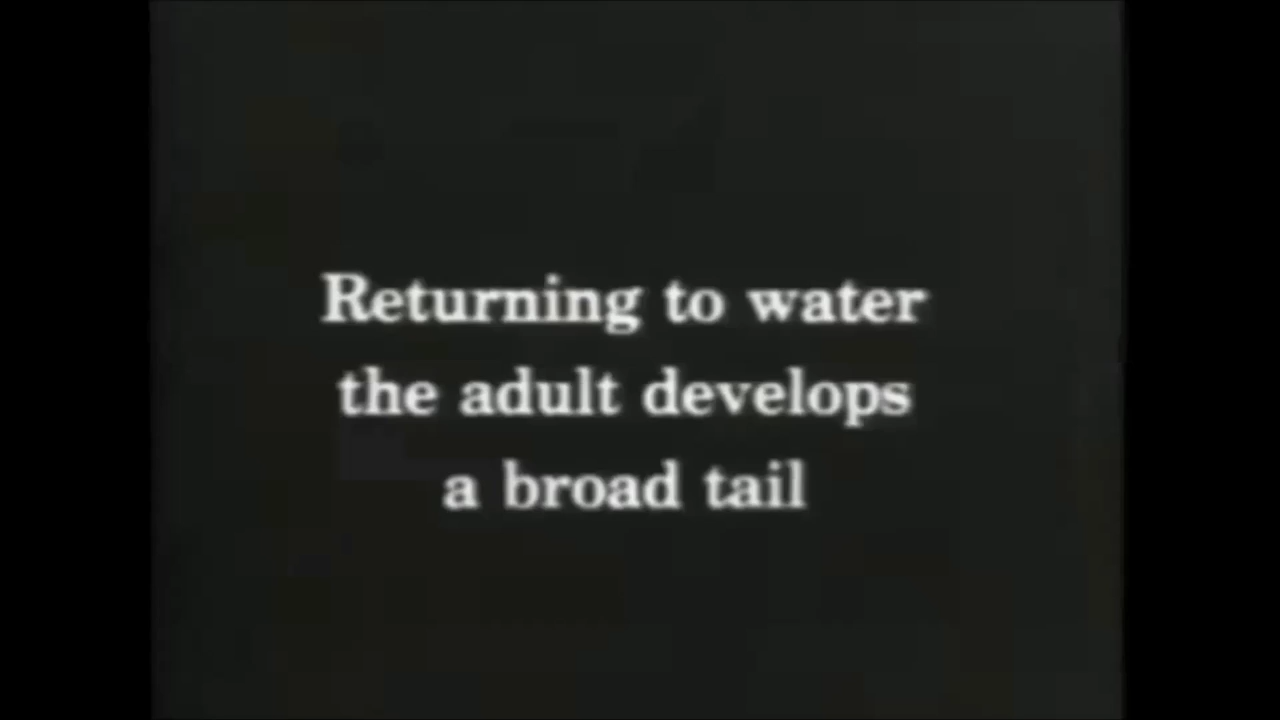 Returning to water
the adult develops
a broad tail